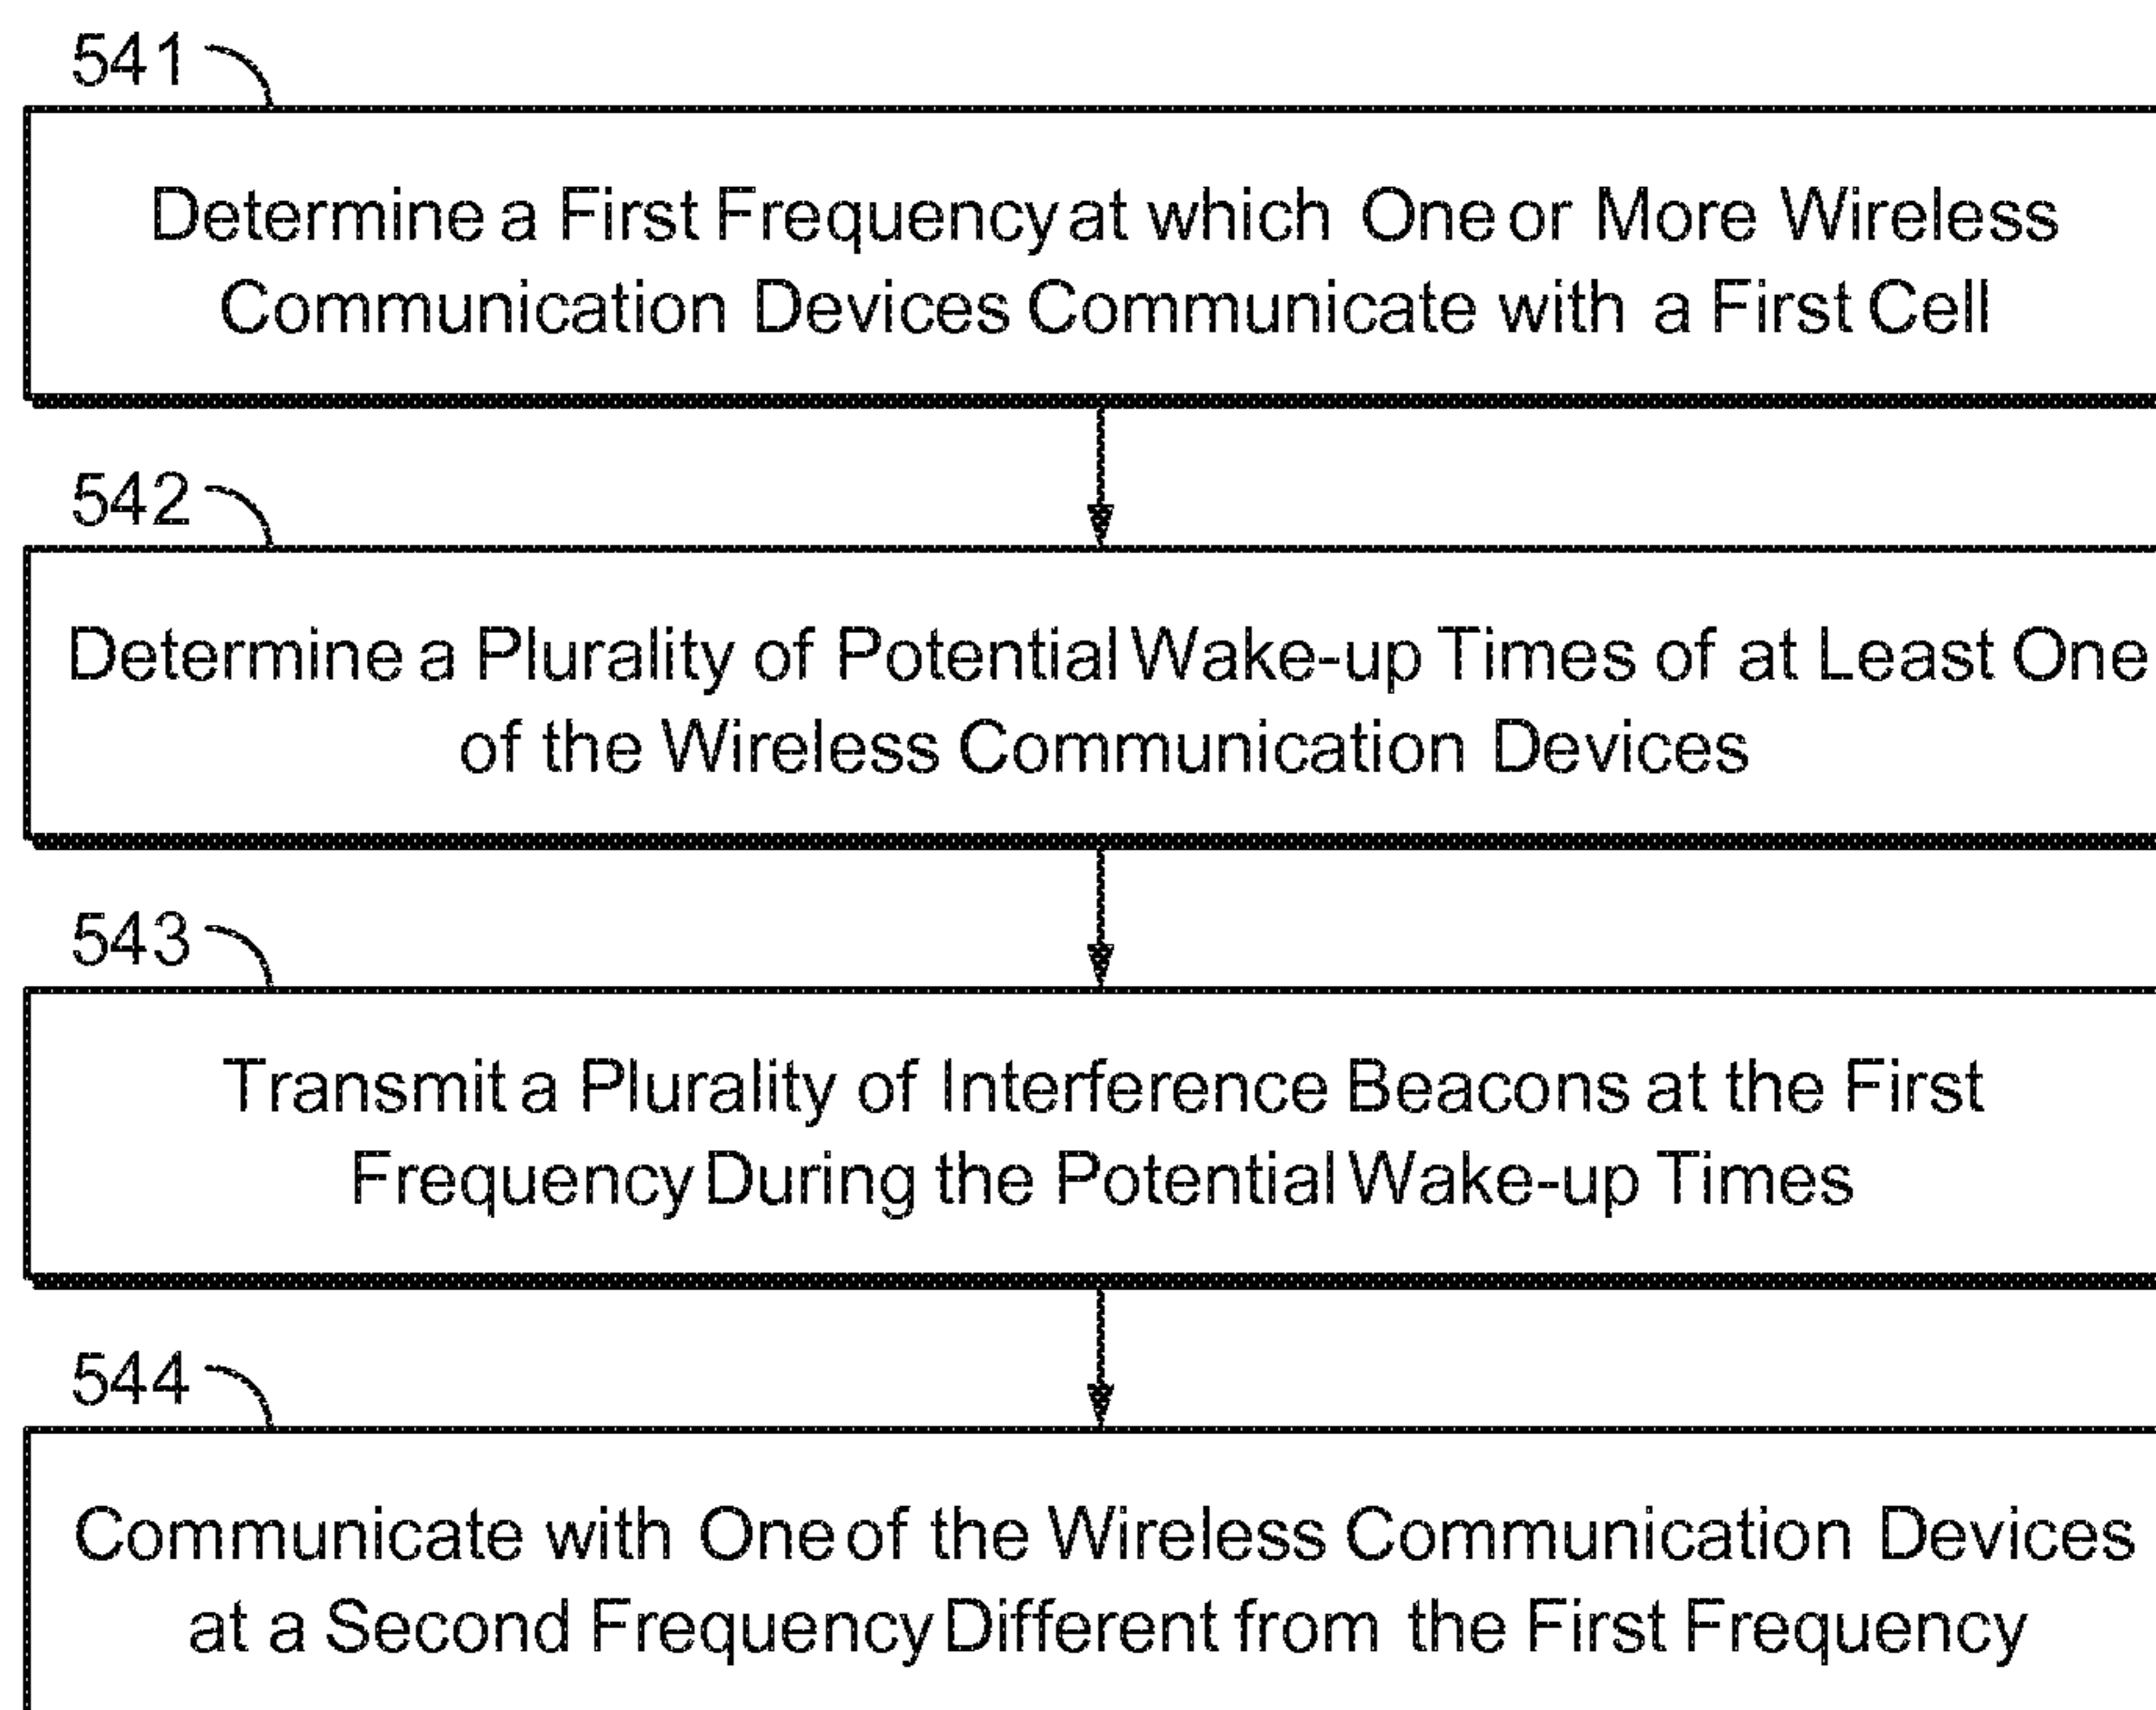 541
Determine a First Frequency at which One or More Wireless
Communication Devices Communicate with a First Cell
542
Determine a Plurality of Potential Wake-up Times of at Least One
of the Wireless Communication Devices
543
Transmit a Plurality of Interference Beacons at the First
Frequency During the Potential Wake-up Times
544
Communicate with One of the Wireless Communication Devices
at a Second Frequency Different from the First Frequency